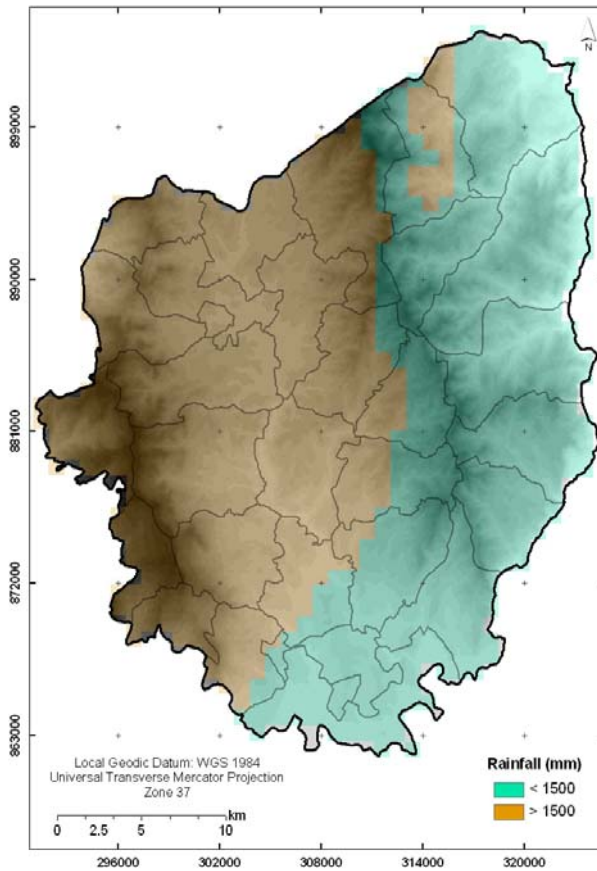 N
899000
890000
881000
872000
863000
Local Geodic Datum: WGS 1984
Universal Transverse Mercator Projection
Zone 37
km
0 2.5 5 10
Rainfall (mm)
< 1500
> 1500
296000 302000 308000 314000 320000